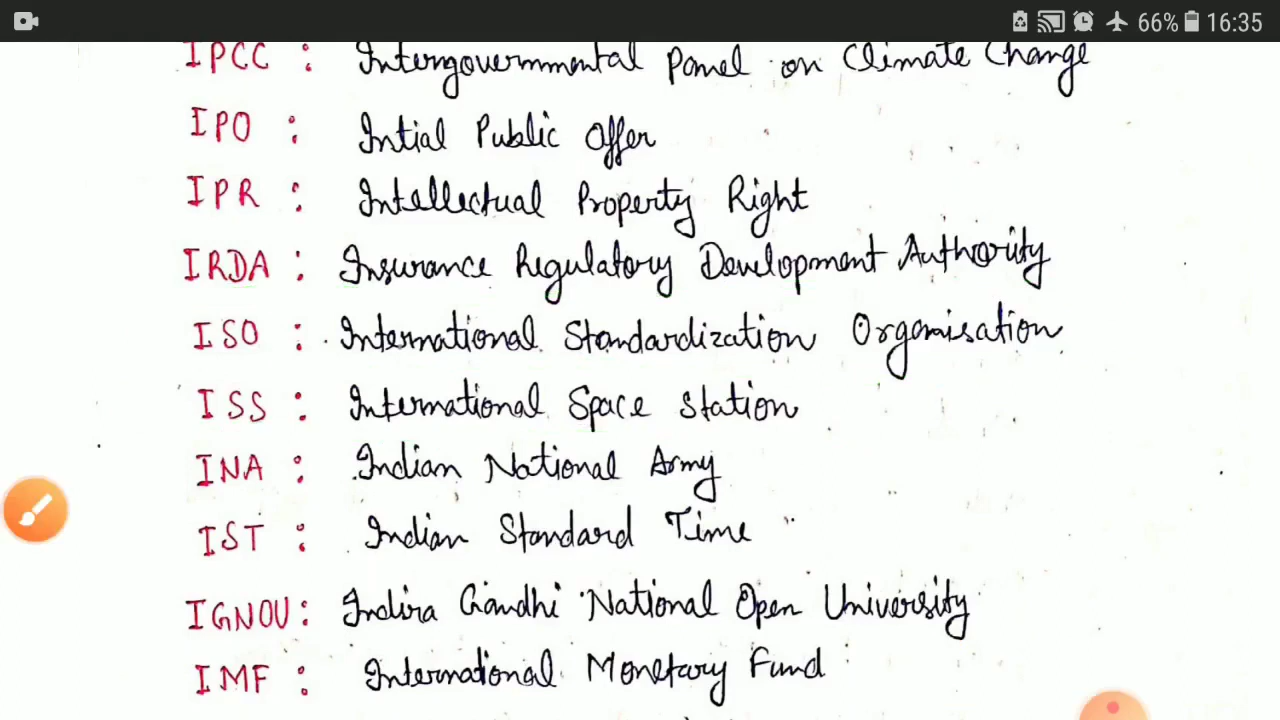 66% 16:35
IPCC : Intergovernmental Panel on Climate Change
IPO : Intial Public Offer
IPR : Intellectual Property Right
IRDA : Insurance Regulatory Development Authority
ISO : International Standardization Organisation
ISS : International Space Station
INA : Indian National Army
IST : Indian Standard Time
IGNOU : Indira Gandhi National Open University
IMF : International Monetary Fund